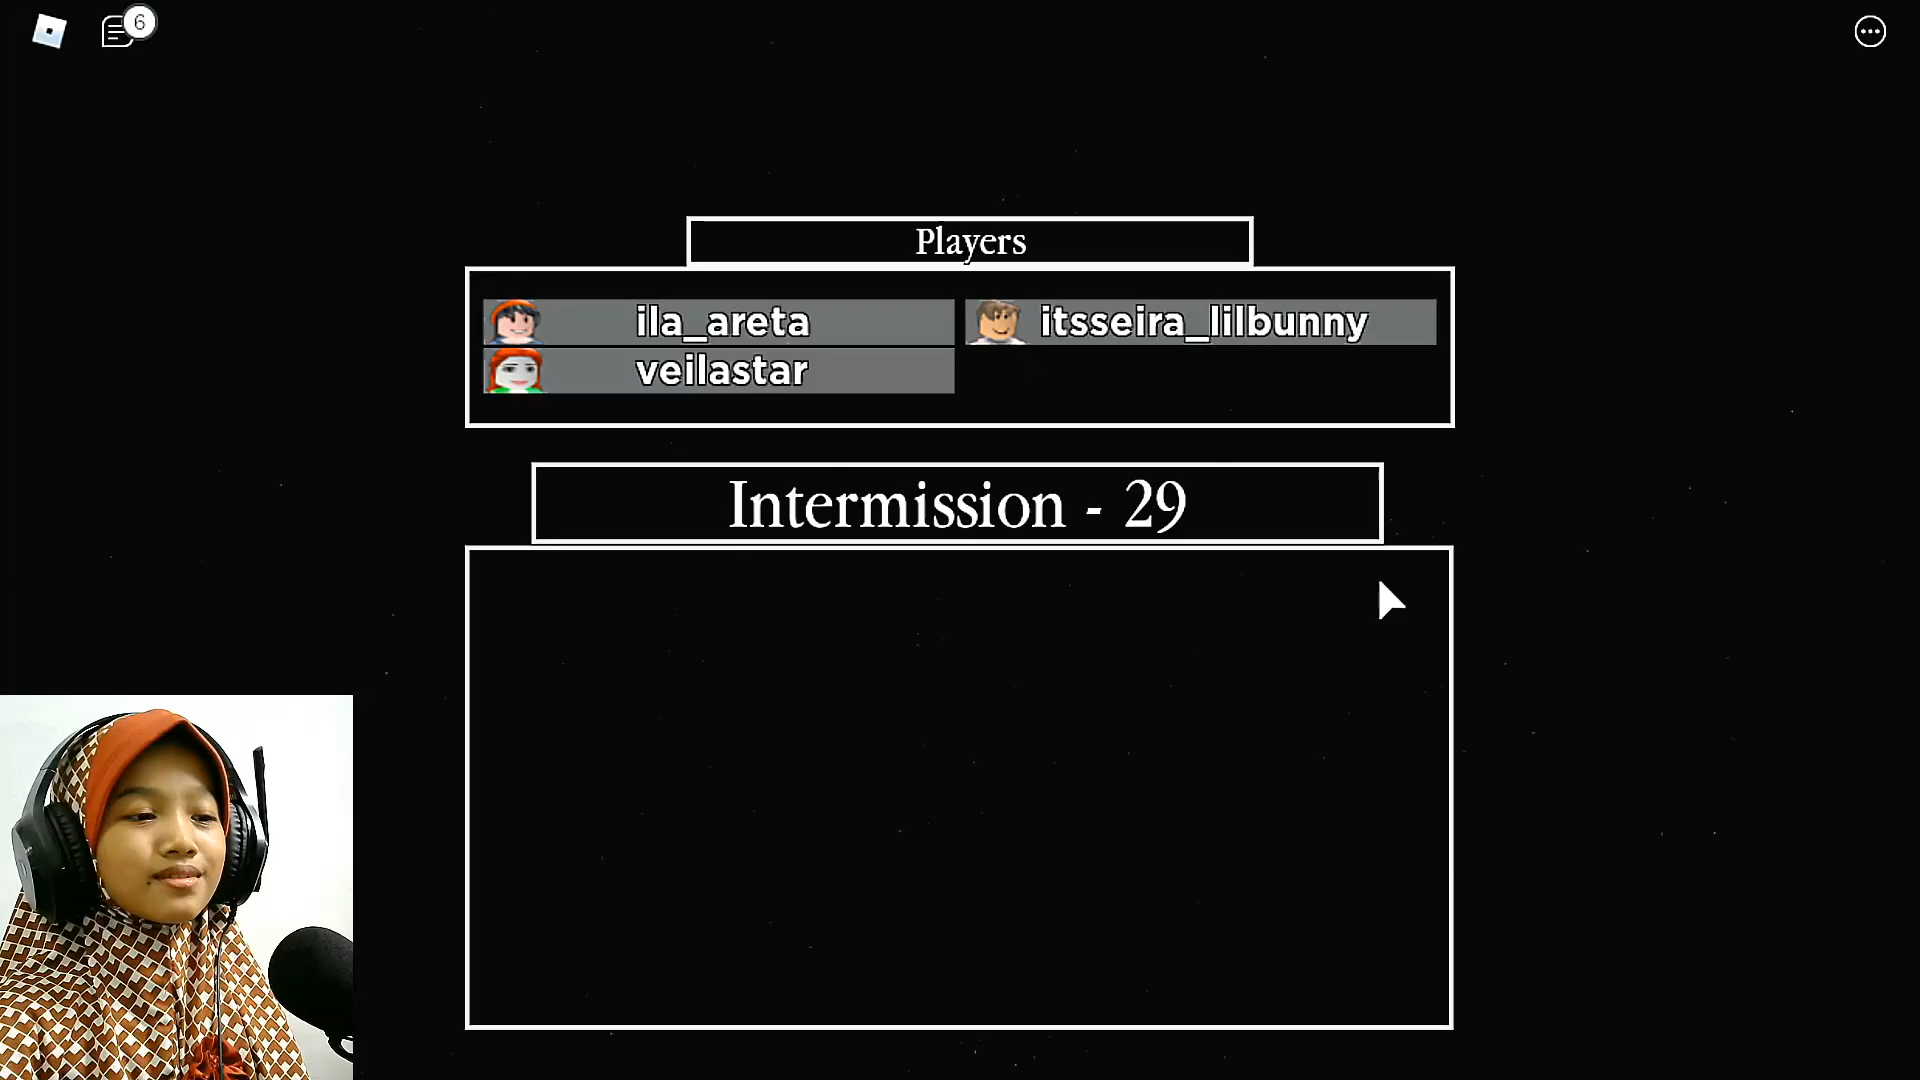 6
Players
ila_areta
itsseira_lilbunny
veilastar
Intermission - 29